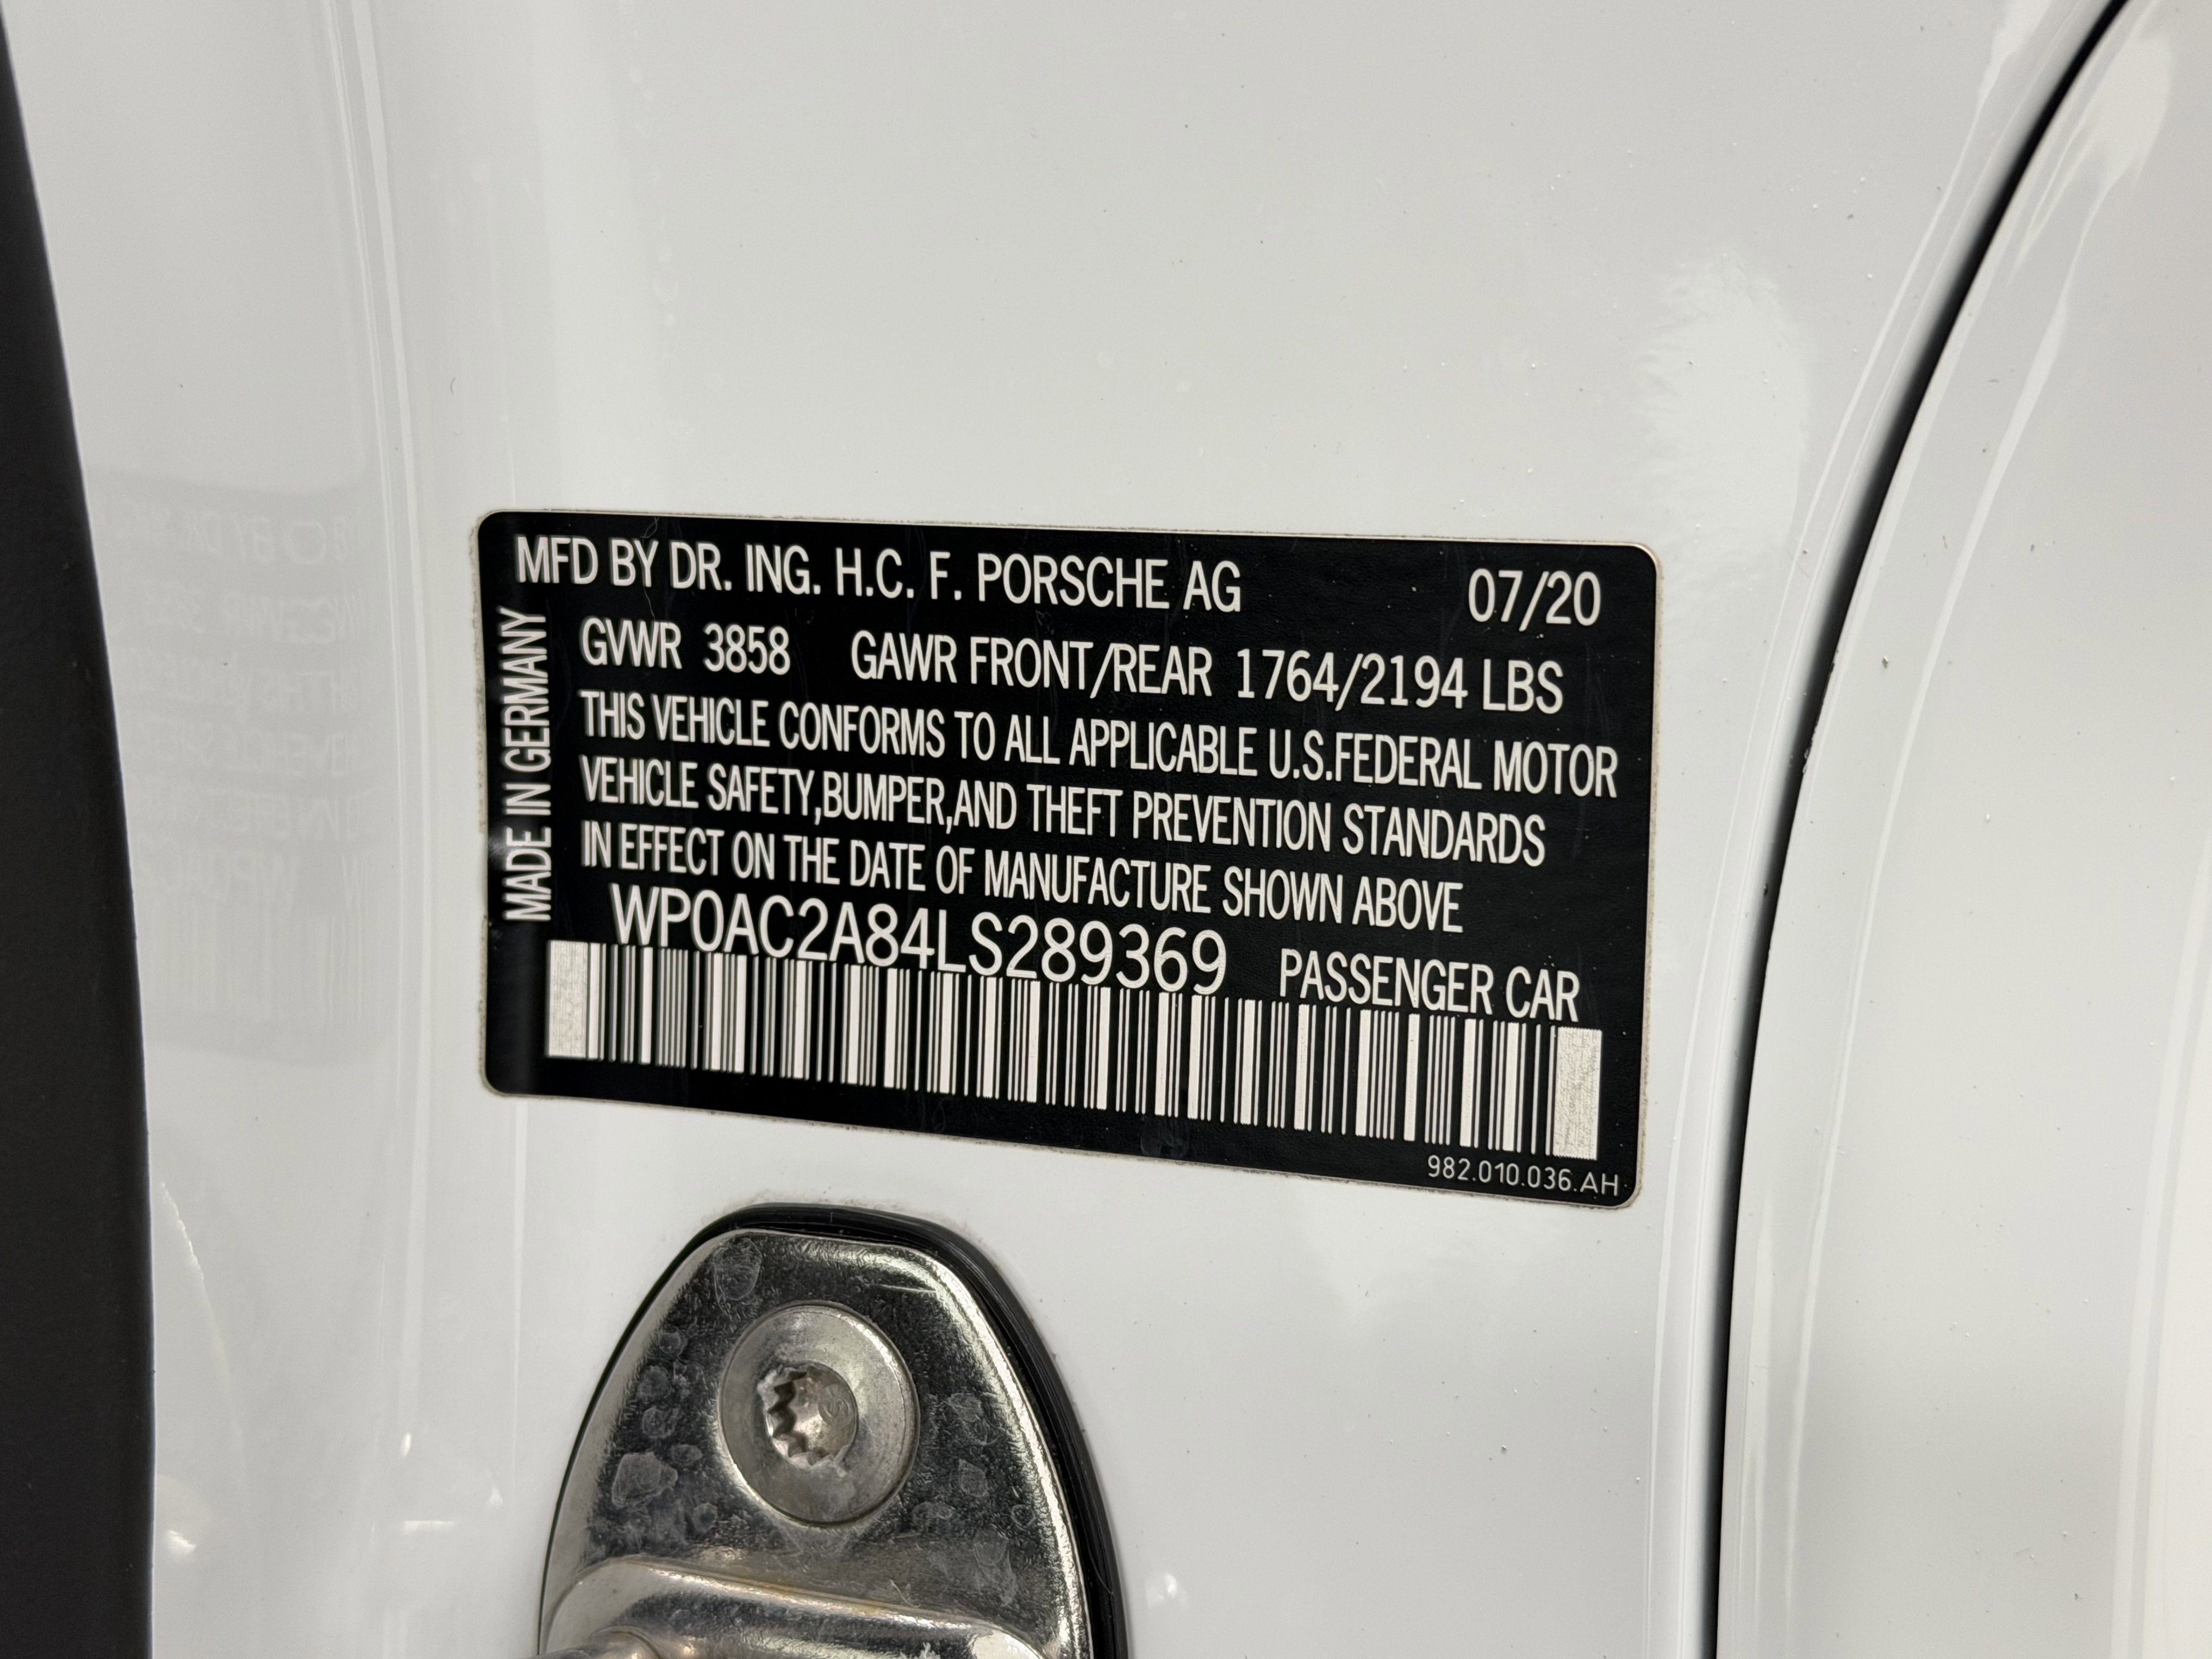 MFD BY DR. ING. H.C. F. PORSCHE AG 07/20
GVWR 3858 GAWR FRONT/REAR 1764/2194 LBS
THIS VEHICLE CONFORMS TO ALL APPLICABLE U.S.FEDERAL MOTOR
VEHICLE SAFETY,BUMPER,AND THEFT PREVENTION STANDARDS
IN EFFECT ON THE DATE OF MANUFACTURE SHOWN ABOVE
WP0AC2A84LS289369 PASSENGER CAR
982.010.036.AH
MADE IN GERMANY